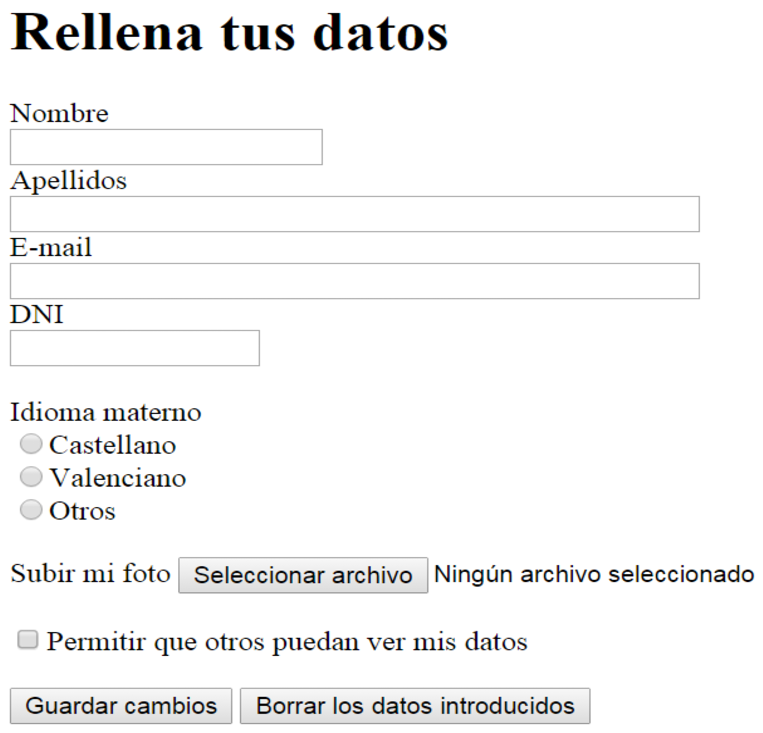 Rellena tus datos
Nombre
Apellidos
E-mail
DNI
Idioma materno
Castellano
Valenciano
Otros
Subir mi foto Seleccionar archivo Ningún archivo seleccionado
Permitir que otros puedan ver mis datos
Guardar cambios Borrar los datos introducidos